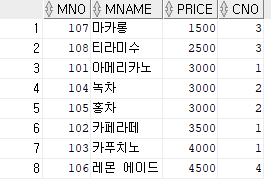 MNO MNAME PRICE CNO
1 107 마카롱 1500 3
2 108 티라미수 2500 3
3 101 아메리카노 3000 1
4 104 녹차 3000 2
5 105 홍차 3000 2
6 102 카페라떼 3500 1
7 103 카푸치노 4000 1
8 106 레몬 에이드 4500 4